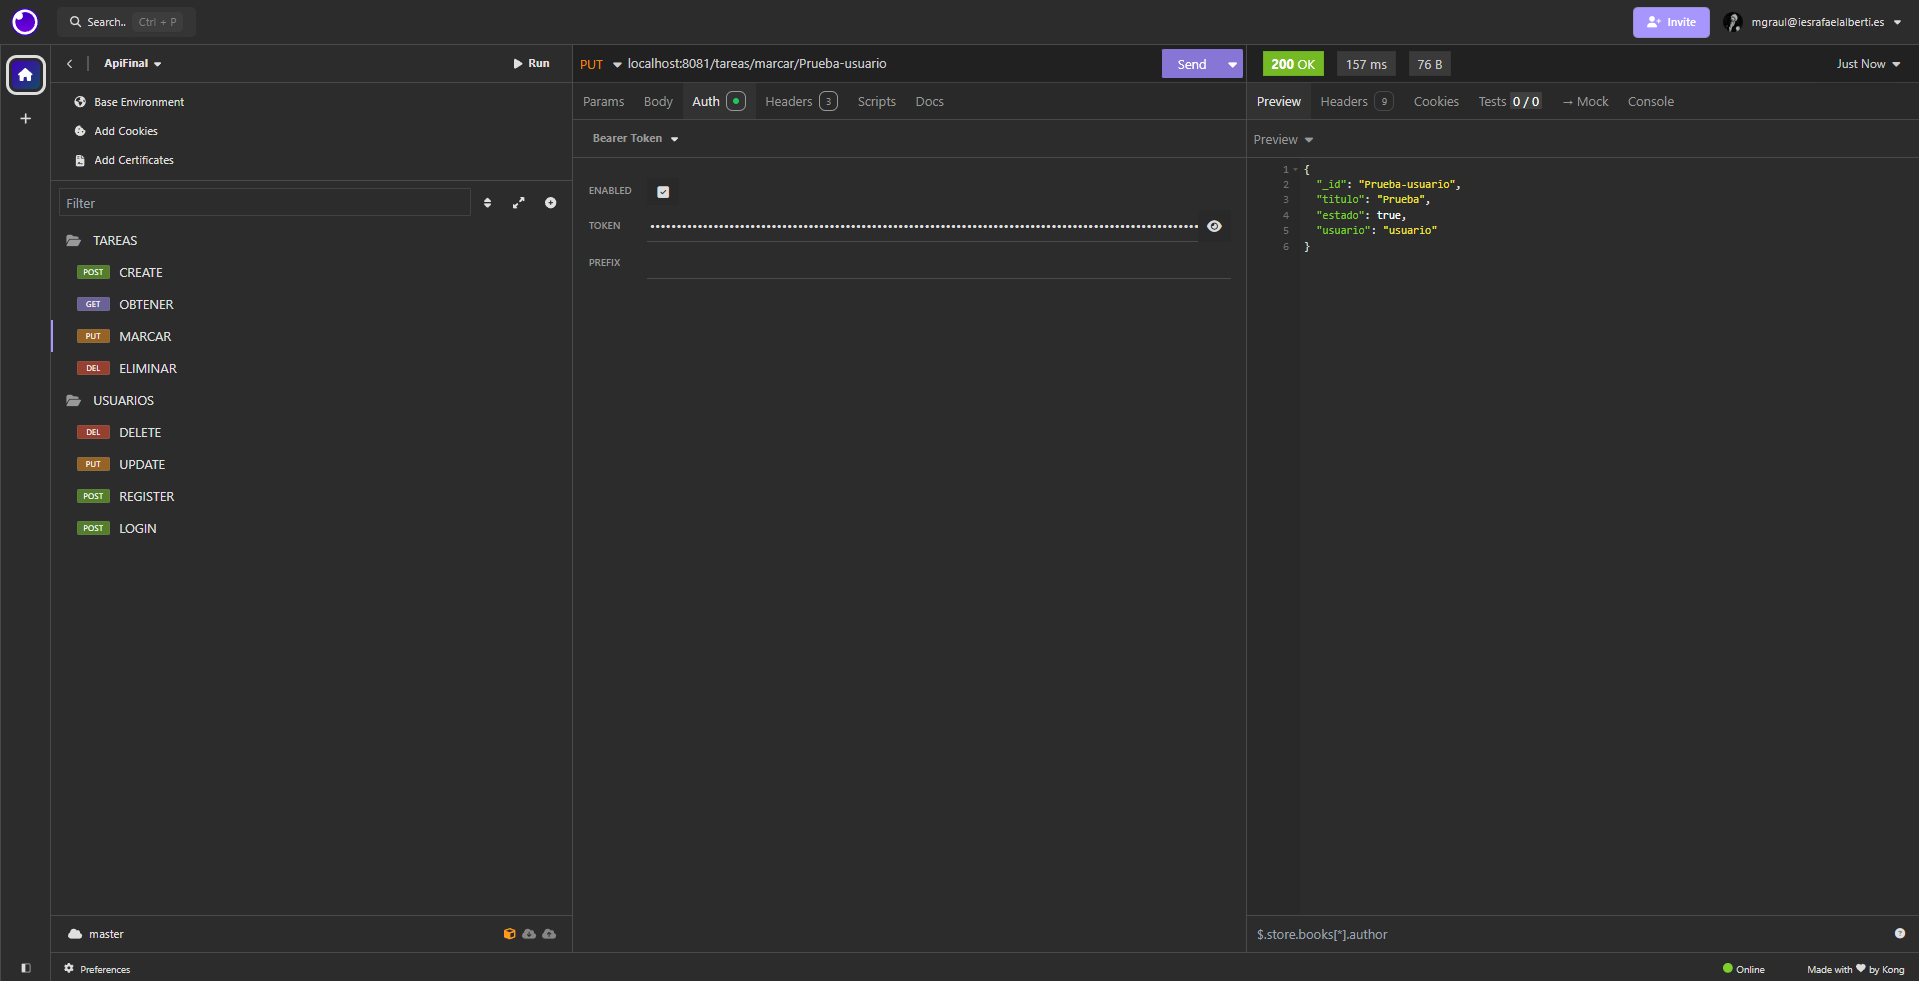 Search.. Ctrl + P
Invite
mgraul@iesrafaelalberti.es
ApiFinal
Run
Base Environment
Add Cookies
Add Certificates
Filter
TAREAS
POST CREATE
GET OBTENER
PUT MARCAR
DEL ELIMINAR
USUARIOS
DEL DELETE
PUT UPDATE
POST REGISTER
POST LOGIN
master
Preferences
PUT localhost:8081/tareas/marcar/Prueba-usuario
Send
Params Body Auth Headers 3 Scripts Docs
Bearer Token
ENABLED
TOKEN
PREFIX
200 OK 157 ms 76 B
Just Now
Preview Headers 9 Cookies Tests 0 / 0 → Mock Console
Preview
1 {
2 "_id": "Prueba-usuario",
3 "titulo": "Prueba",
4 "estado": true,
5 "usuario": "usuario"
6 }
$.store.books[*].author
Online
Made with ♥ by Kong